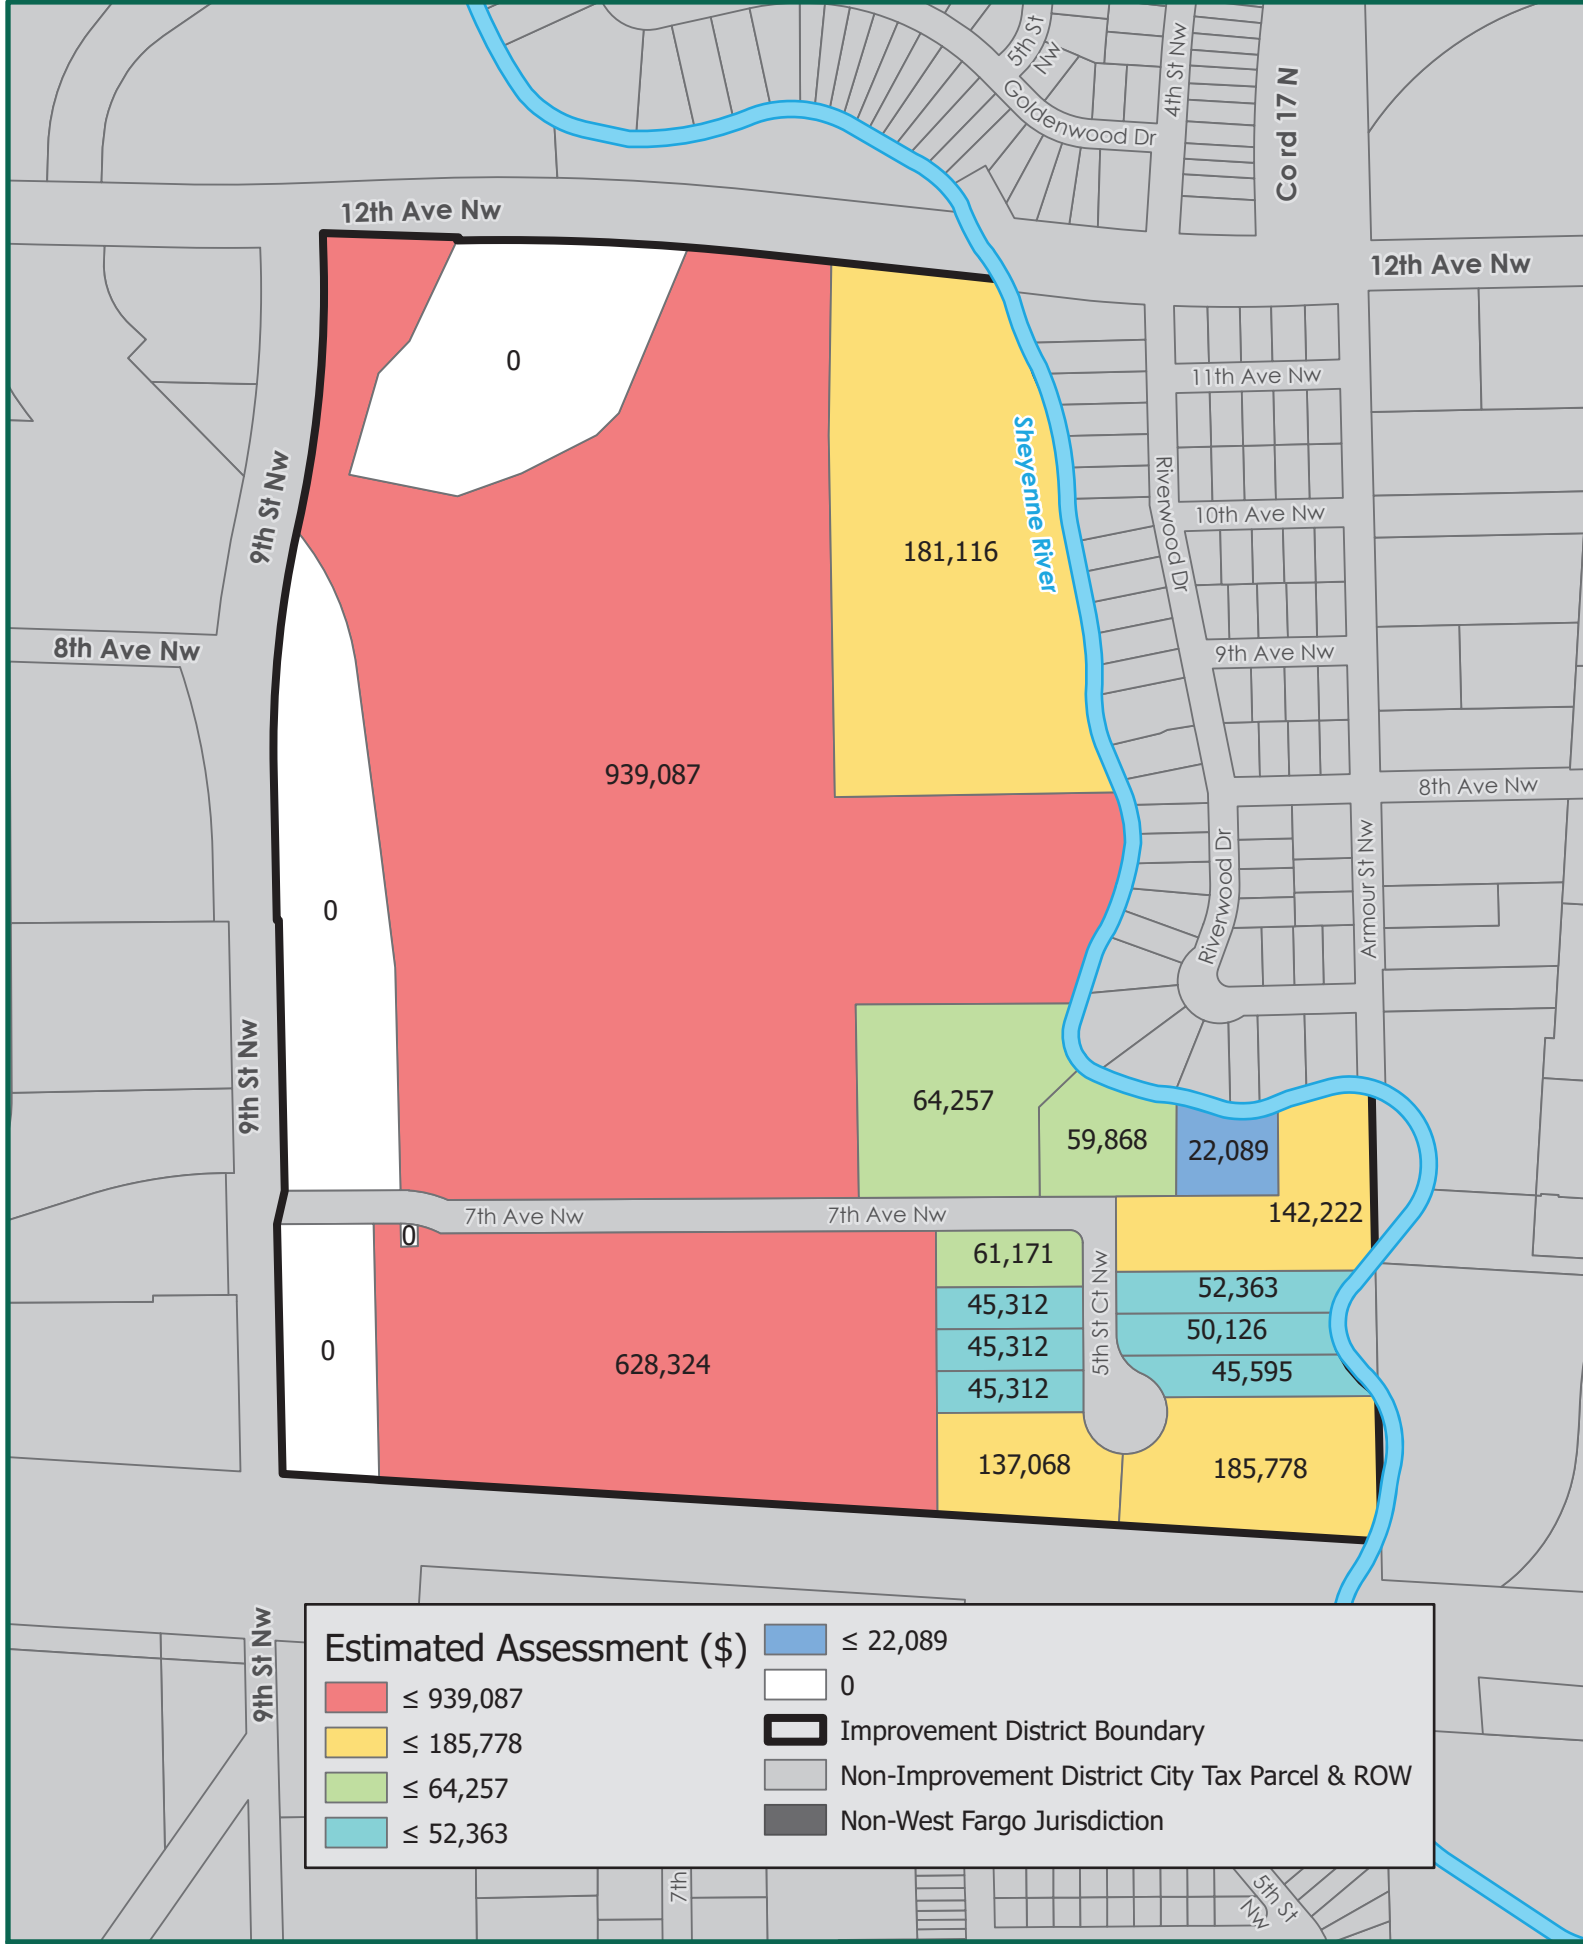 5th St
Nw
4th St Nw
Goldenwood Dr
Co rd 17 N
12th Ave Nw
12th Ave Nw
0
11th Ave Nw
Sheyenne River
9th St Nw
Riverwood Dr
10th Ave Nw
181,116
8th Ave Nw
9th Ave Nw
939,087
8th Ave Nw
0
Riverwood Dr
Armour St Nw
9th St Nw
64,257
59,868
22,089
142,222
7th Ave Nw
7th Ave Nw
0
61,171
5th St Ct Nw
52,363
45,312
50,126
45,312
0
628,324
45,595
45,312
137,068
185,778
9th St Nw
Estimated Assessment ($)
≤ 939,087
≤ 185,778
≤ 64,257
≤ 52,363
≤ 22,089
0
Improvement District Boundary
Non-Improvement District City Tax Parcel & ROW
Non-West Fargo Jurisdiction
7th
5th St
Nw